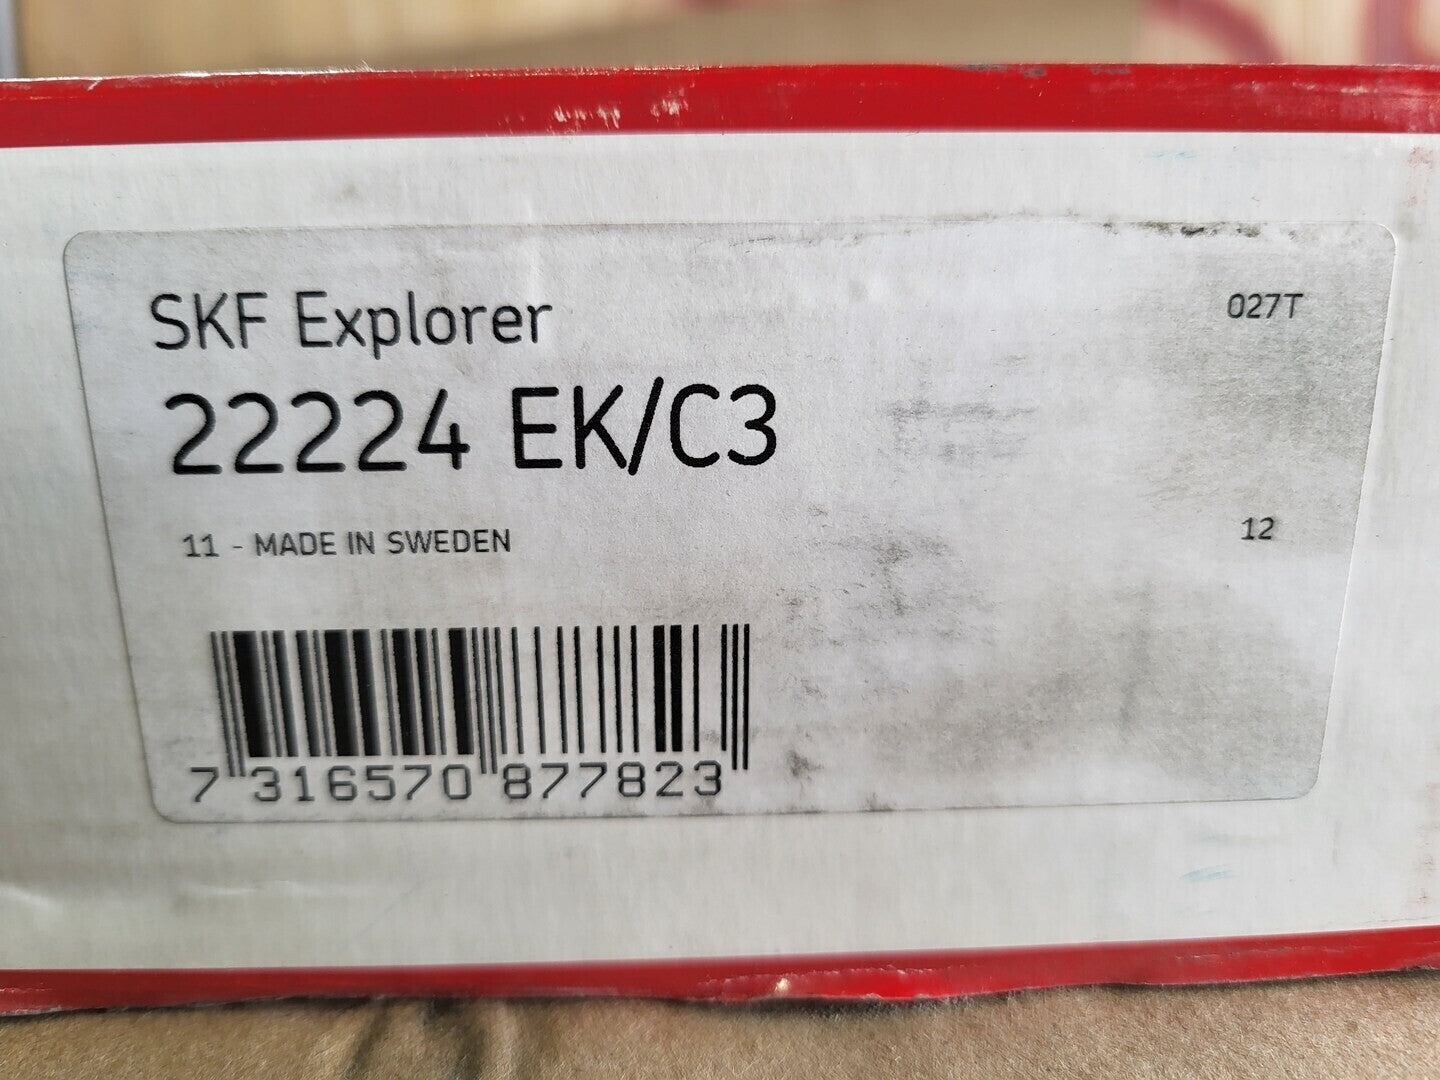 SKF Explorer
027T
22224 EK/C3
11 - MADE IN SWEDEN
12
7 316570 877823